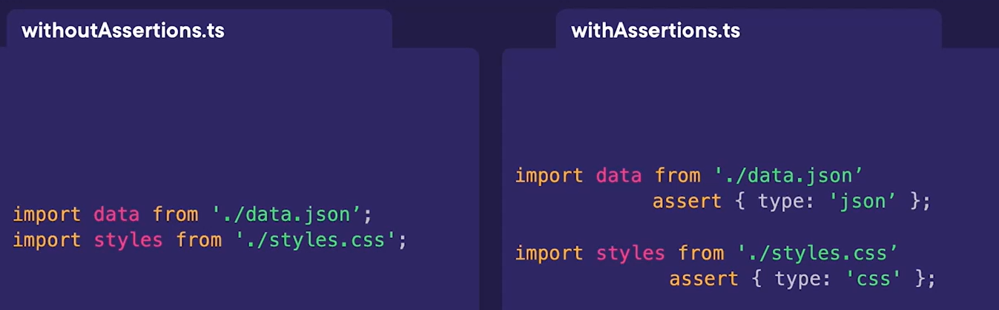 withoutAssertions.ts
import data from './data.json’;
import styles from './styles.css';
withAssertions.ts
import data from './data.json’
assert { type: 'json’ };
import styles from './styles.css’
assert { type: 'css' };